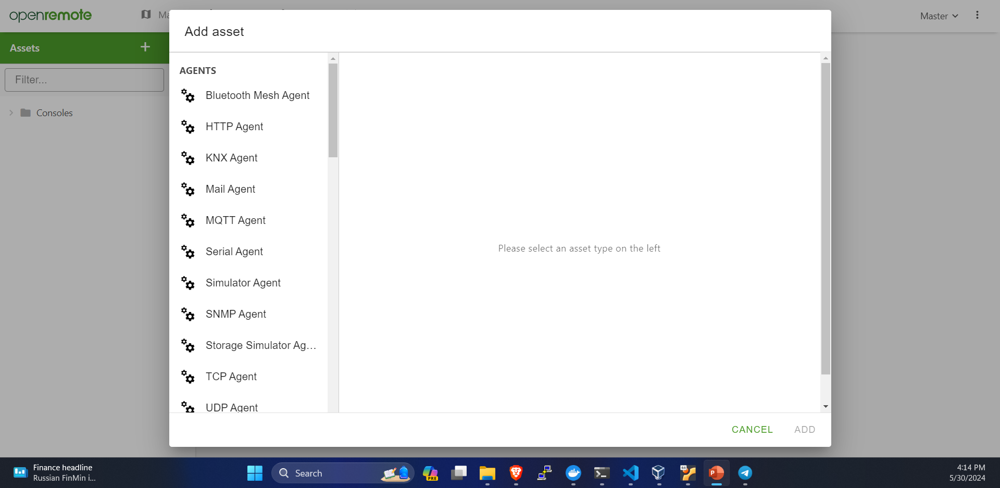 openremote
Ma
Master
Add asset
Assets
Filter...
Consoles
AGENTS
Bluetooth Mesh Agent
HTTP Agent
KNX Agent
Mail Agent
MQTT Agent
Serial Agent
Simulator Agent
SNMP Agent
Storage Simulator Ag...
TCP Agent
UDP Agent
Please select an asset type on the left
CANCEL
ADD
Finance headline
Russian FinMin i...
Search
PRE
64
P
4:14 PM
5/30/2024